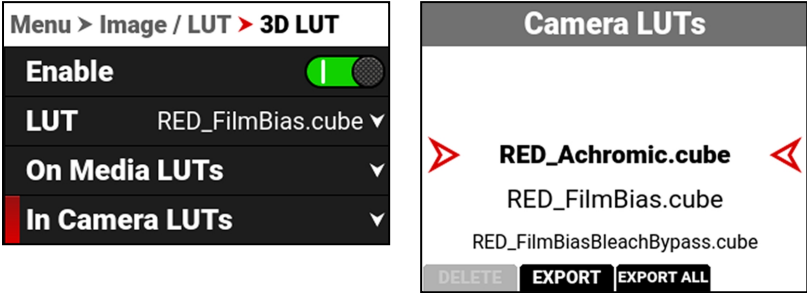 Menu ➤ Image / LUT ➤ 3D LUT
Enable
LUT RED_FilmBias.cube
On Media LUTs
In Camera LUTs
Camera LUTs
RED_Achromic.cube
RED_FilmBias.cube
RED_FilmBiasBleachBypass.cube
DELETE EXPORT EXPORT ALL